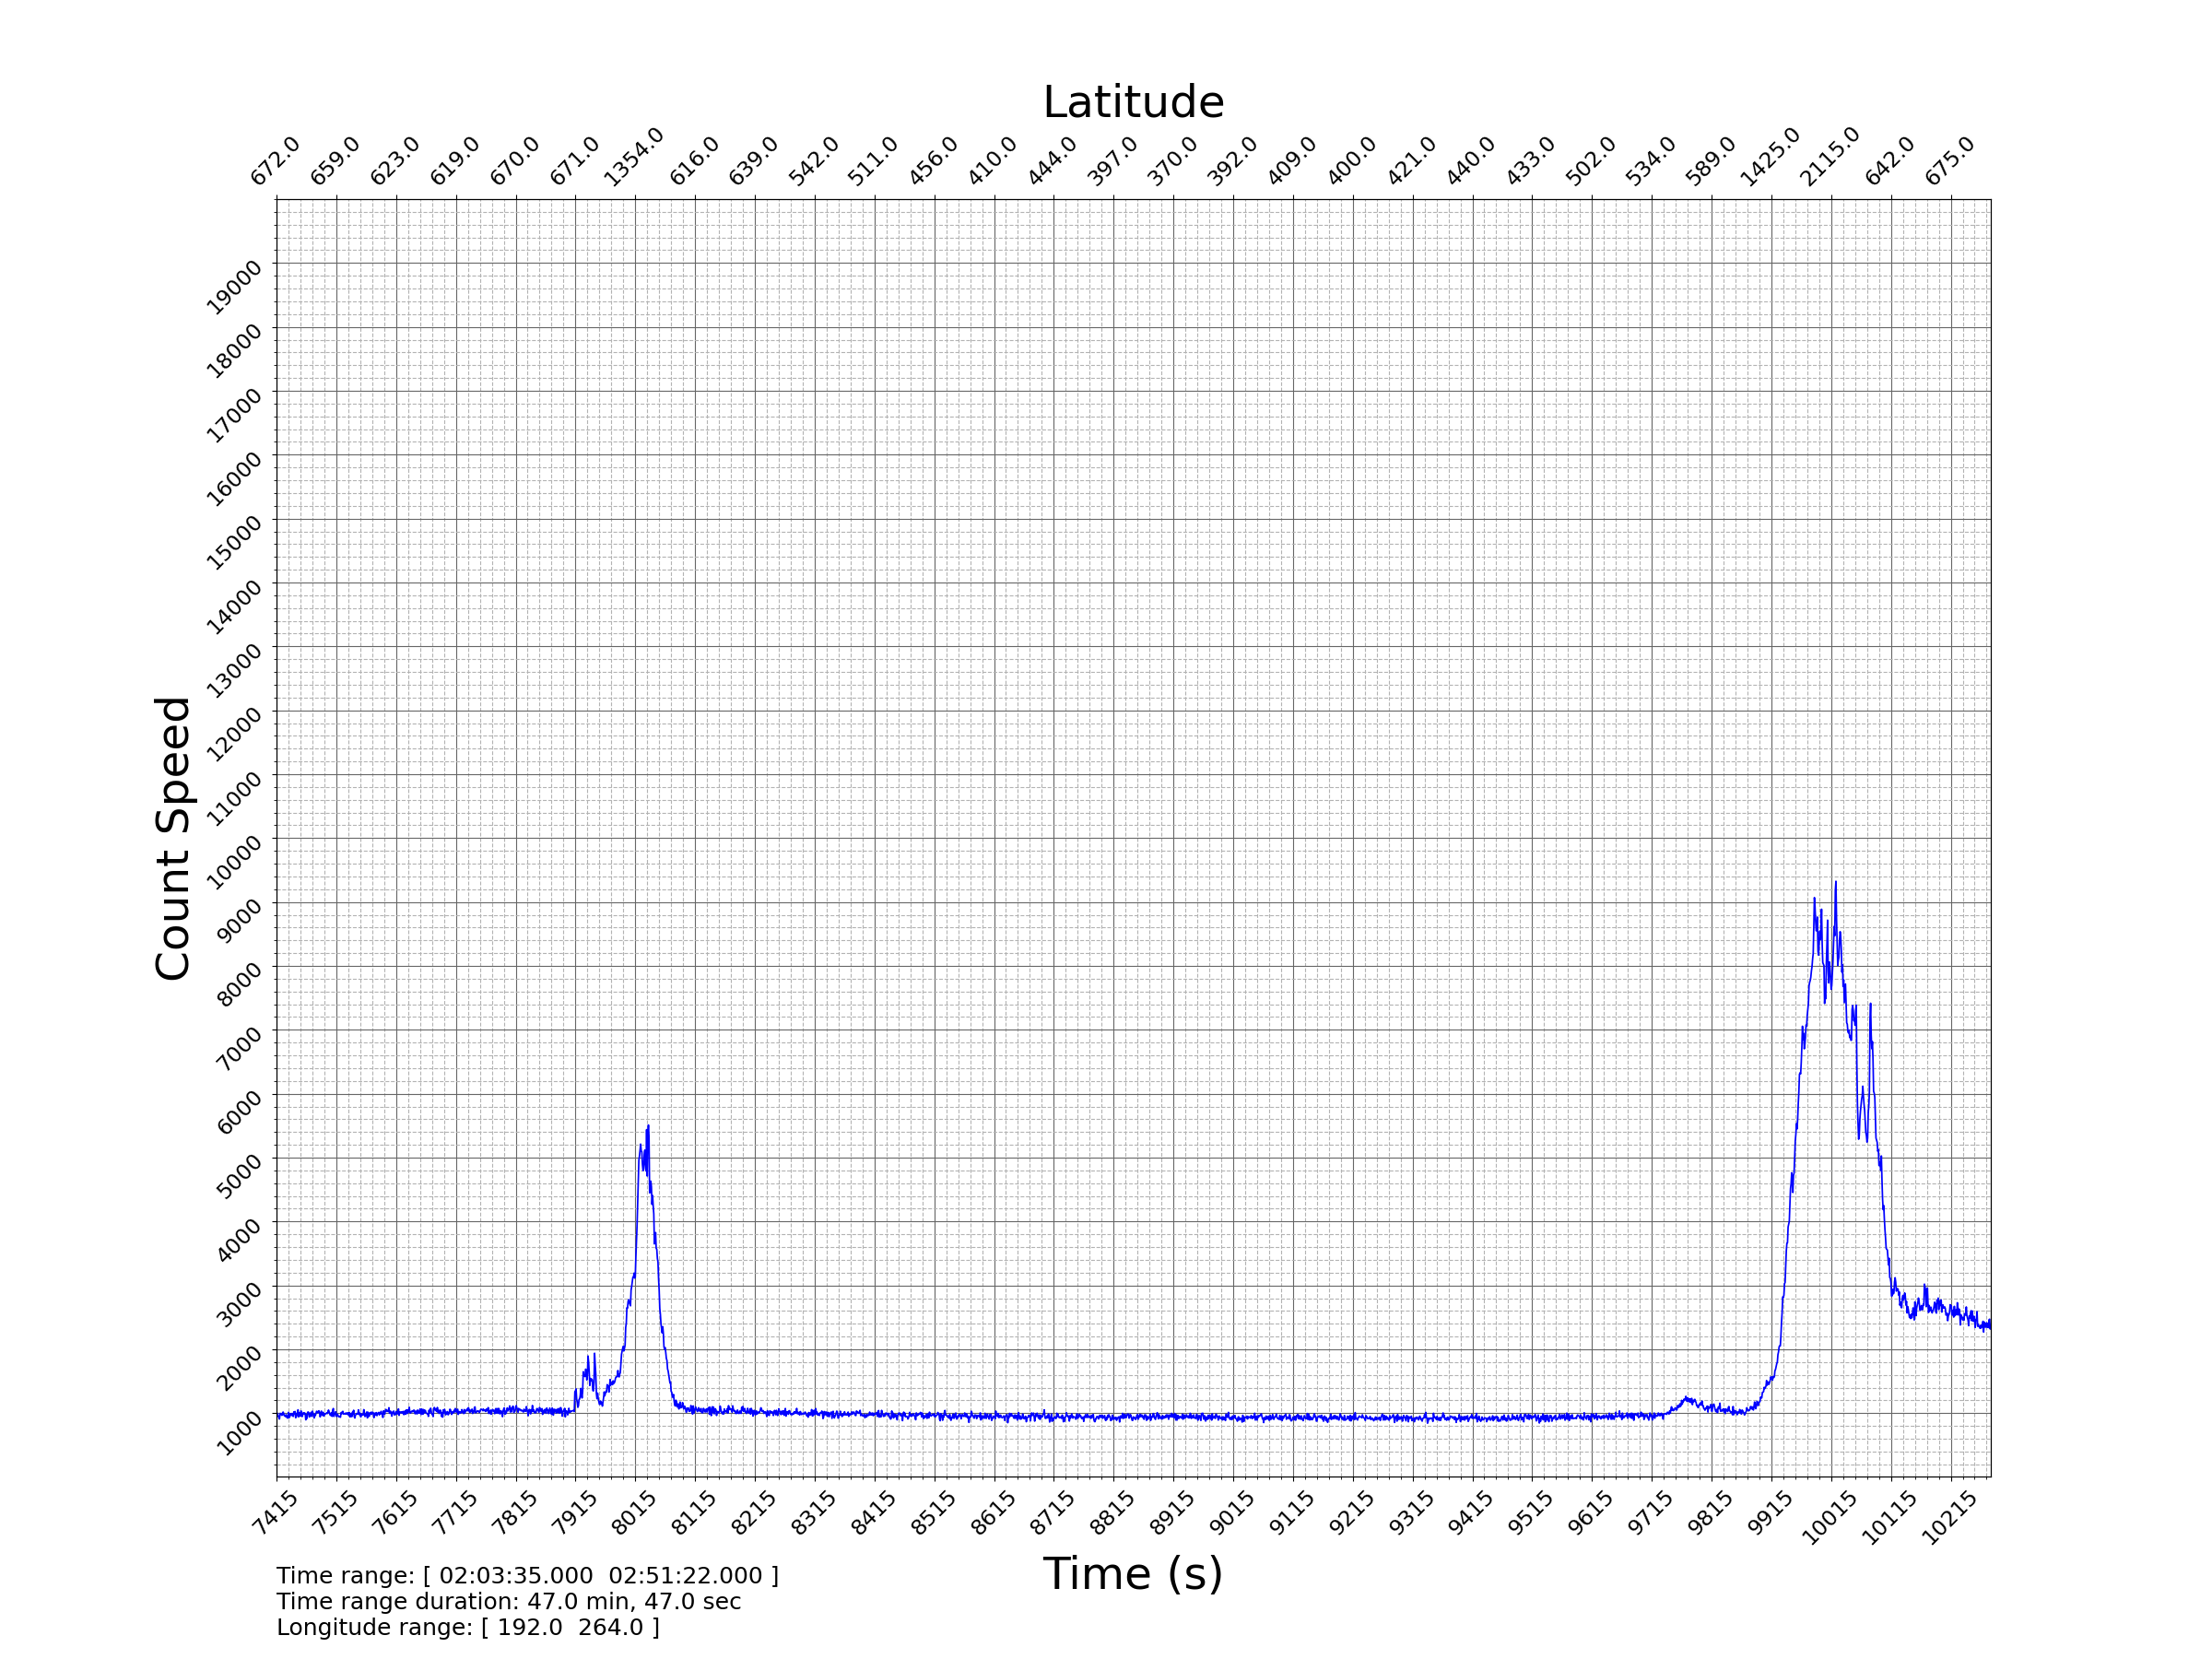 Latitude
672.0 659.0 623.0 619.0 670.0 671.0 1354.0 616.0 639.0 542.0 511.0 456.0 410.0 444.0 397.0 370.0 392.0 409.0 400.0 421.0 440.0 433.0 502.0 534.0 589.0 1425.0 2115.0 642.0 675.0
19000
18000
17000
16000
15000
14000
13000
12000
11000
10000
9000
8000
7000
6000
5000
4000
3000
2000
1000
Count Speed
7415 7515 7615 7715 7815 7915 8015 8115 8215 8315 8415 8515 8615 8715 8815 8915 9015 9115 9215 9315 9415 9515 9615 9715 9815 9915 10015 10115 10215
Time (s)
Time range: [ 02:03:35.000  02:51:22.000 ]
Time range duration: 47.0 min, 47.0 sec
Longitude range: [ 192.0  264.0 ]